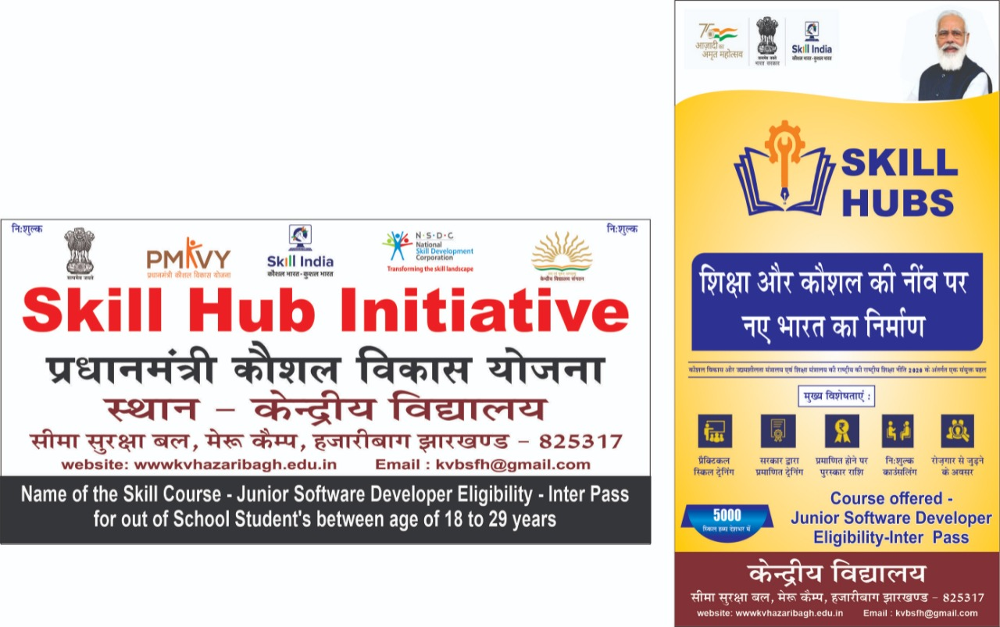 नि:शुल्क
नि:शुल्क
सत्यमेव जयते
PMKVY
प्रधानमंत्री कौशल विकास योजना
Skill India
कौशल भारत-कुशल भारत
N·S·D·C
National
Skill Development
Corporation
Transforming the skill landscape
केन्द्रीय विद्यालय संगठन
Skill Hub Initiative
प्रधानमंत्री कौशल विकास योजना
स्थान – केन्द्रीय विद्यालय
सीमा सुरक्षा बल, मेरू कैम्प, हजारीबाग झारखण्ड – 825317
website: wwwkvhazaribagh.edu.in Email : kvbsfh@gmail.com
Name of the Skill Course - Junior Software Developer Eligibility - Inter Pass
for out of School Student's between age of 18 to 29 years
75
आज़ादी का
अमृत महोत्सव
सत्यमेव जयते
भारत सरकार
Skill India
कौशल भारत-कुशल भारत
SKILL
HUBS
शिक्षा और कौशल की नींव पर
नए भारत का निर्माण
कौशल विकास और उद्यमशीलता मंत्रालय एवं शिक्षा मंत्रालय की राष्ट्रीय की राष्ट्रीय शिक्षा नीति 2020 के अंतर्गत एक संयुक्त पहल
मुख्य विशेषताएं :
प्रैक्टिकल
स्किल ट्रेनिंग
सरकार द्वारा
प्रमाणित ट्रेनिंग
प्रमाणित होने पर
पुरस्कार राशि
नि:शुल्क
काउंसलिंग
रोज़गार से जुड़ने
के अवसर
5000
स्किल हब्स देशभर में
Course offered -
Junior Software Developer
Eligibility-Inter Pass
केन्द्रीय विद्यालय
सीमा सुरक्षा बल, मेरू कैम्प, हजारीबाग झारखण्ड – 825317
website: wwwkvhazaribagh.edu.in Email : kvbsfh@gmail.com